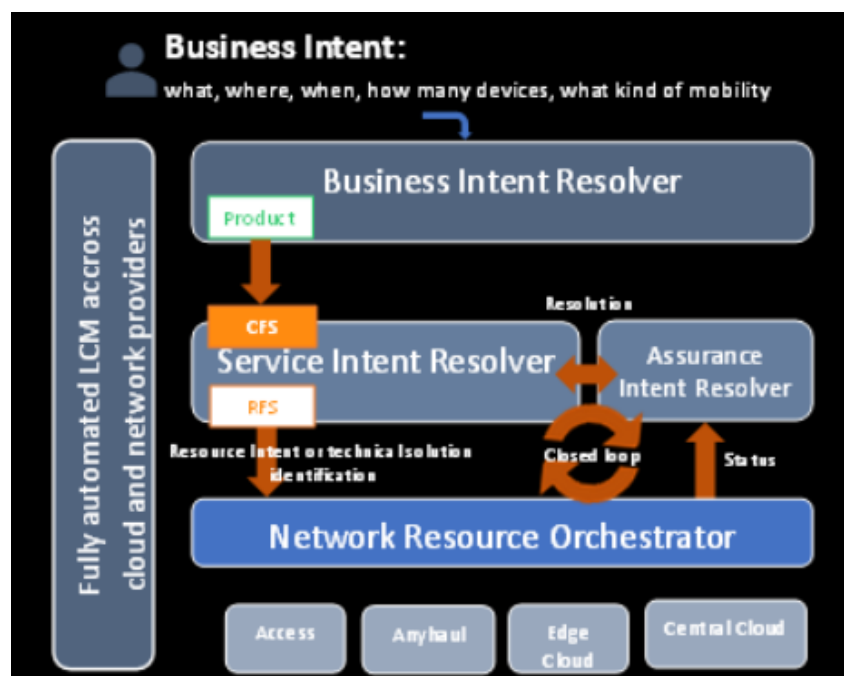 Business Intent:
what, where, when, how many devices, what kind of mobility
Fully automated LCM accross
cloud and network providers
Business Intent Resolver
Product
CFS
Resolution
Service Intent Resolver
Assurance
Intent Resolver
RFS
Resource Intent or technical solution
identification
Closed loop
Status
Network Resource Orchestrator
Access
Anyhaul
Edge
Cloud
Central Cloud